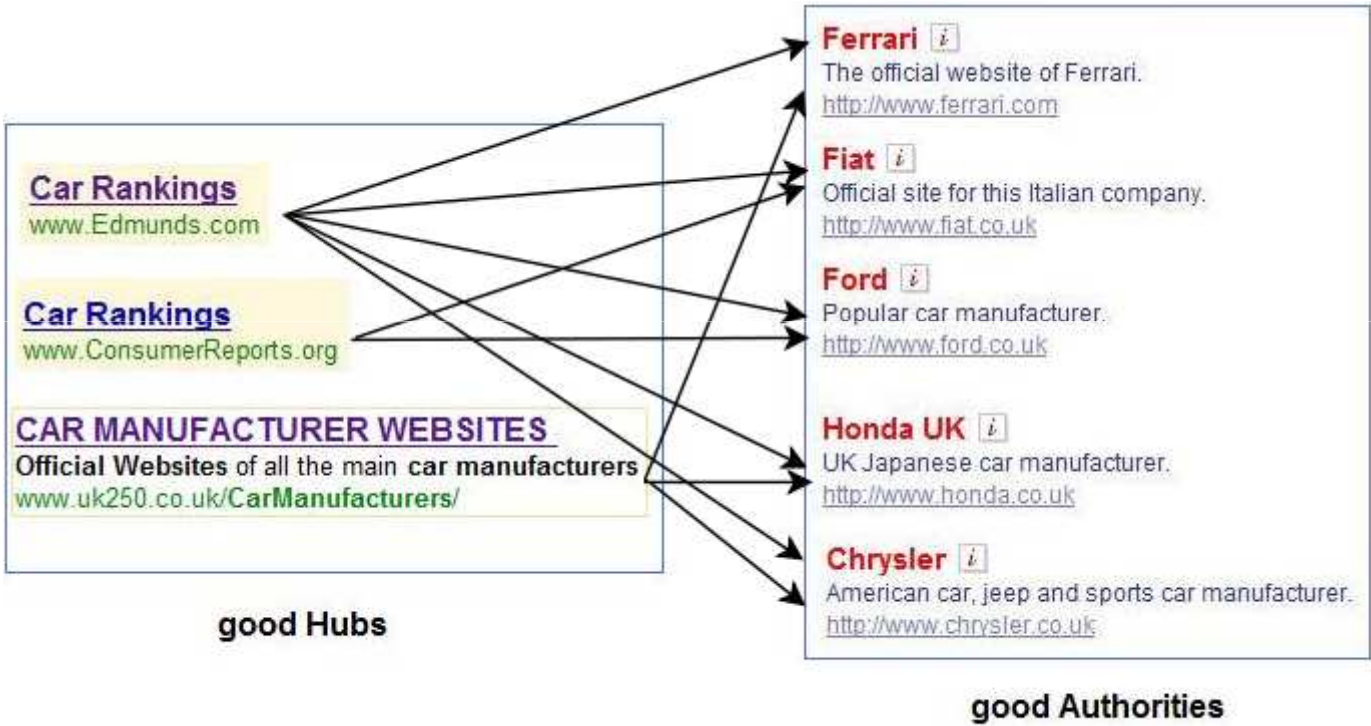 Car Rankings
www.Edmunds.com
Car Rankings
www.ConsumerReports.org
CAR MANUFACTURER WEBSITES
Official Websites of all the main car manufacturers
www.uk250.co.uk/CarManufacturers/
good Hubs
Ferrari i
The official website of Ferrari.
http://www.ferrari.com
Fiat i
Official site for this Italian company.
http://www.fiat.co.uk
Ford i
Popular car manufacturer.
http://www.ford.co.uk
Honda UK i
UK Japanese car manufacturer.
http://www.honda.co.uk
Chrysler i
American car, jeep and sports car manufacturer.
http://www.chrysler.co.uk
good Authorities